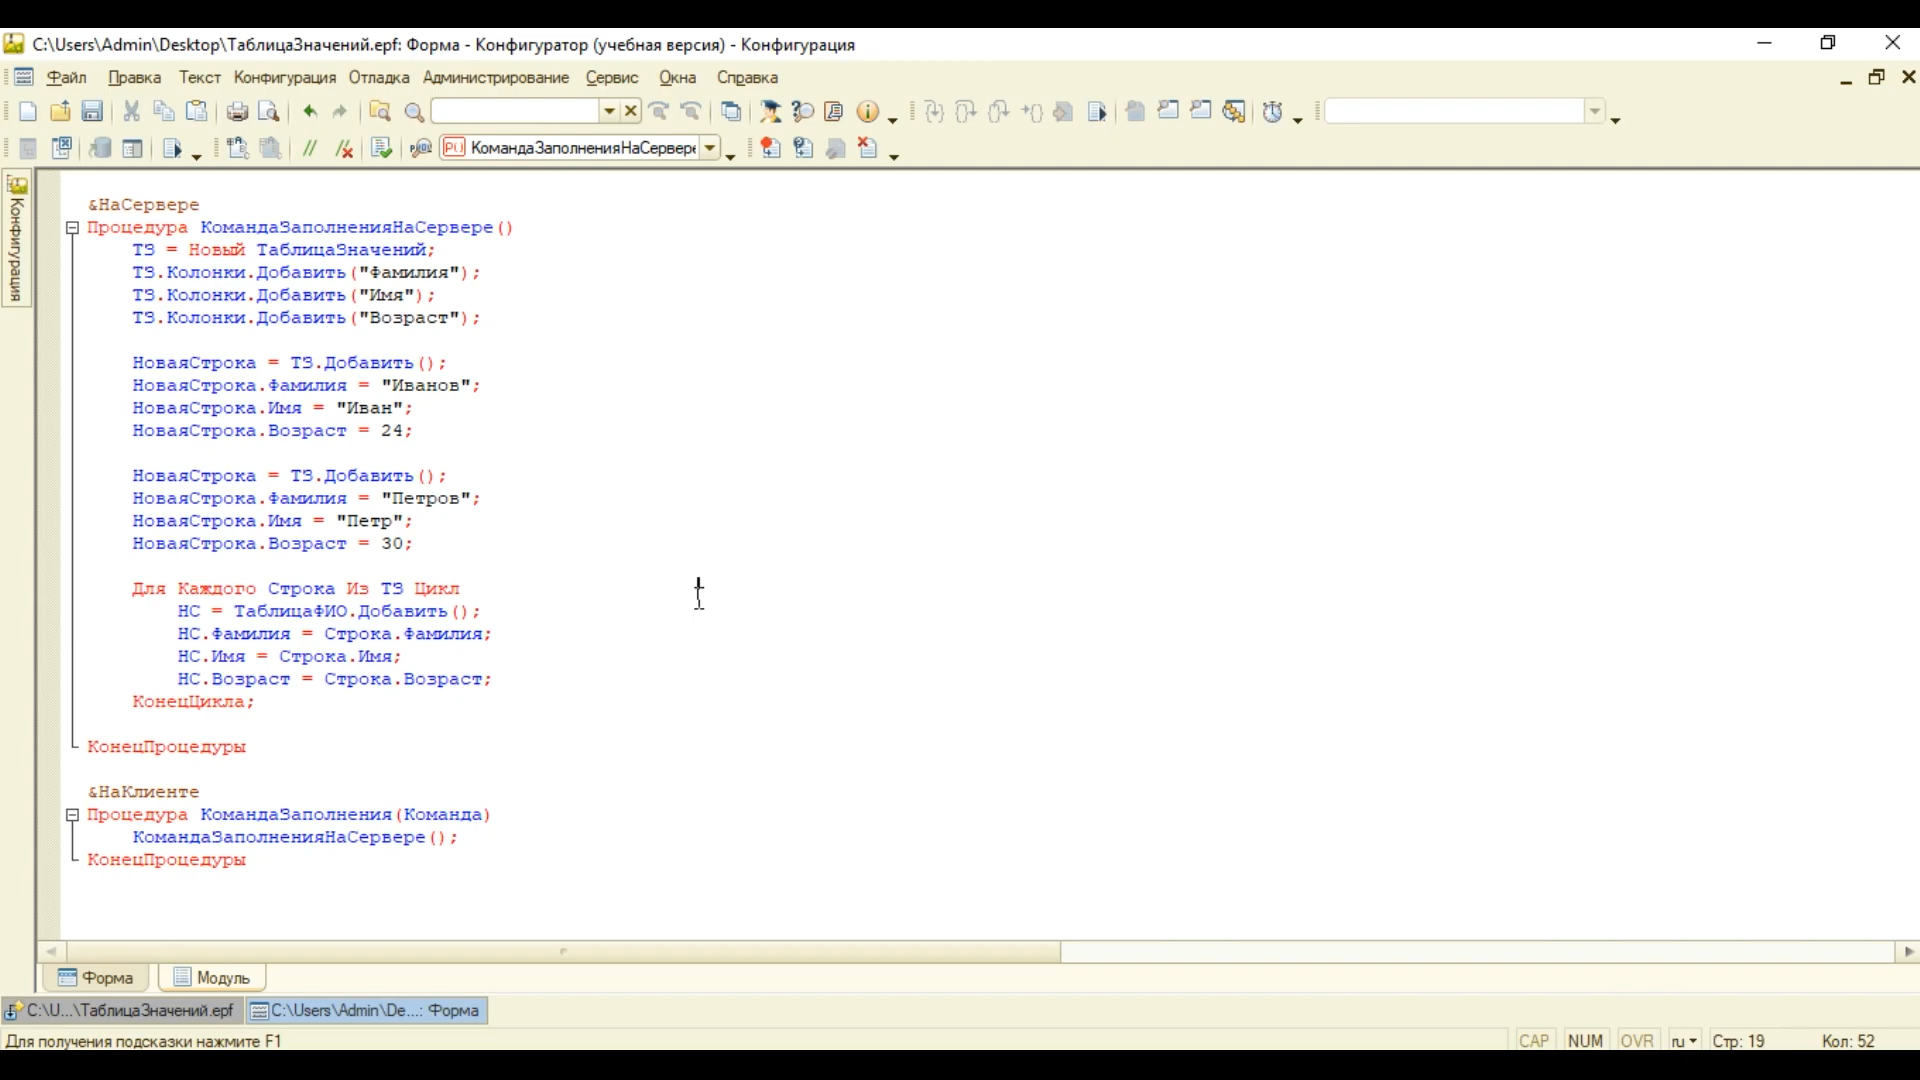 C:\Users\Admin\Desktop\ТаблицаЗначений.epf: Форма - Конфигуратор (учебная версия) - Конфигурация
Файл Правка Текст Конфигурация Отладка Администрирование Сервис Окна Справка
КомандаЗаполненияНаСервере
Конфигурация
&НаСервере
Процедура КомандаЗаполненияНаСервере()
ТЗ = Новый ТаблицаЗначений;
ТЗ.Колонки.Добавить("Фамилия");
ТЗ.Колонки.Добавить("Имя");
ТЗ.Колонки.Добавить("Возраст");
НоваяСтрока = ТЗ.Добавить();
НоваяСтрока.Фамилия = "Иванов";
НоваяСтрока.Имя = "Иван";
НоваяСтрока.Возраст = 24;
НоваяСтрока = ТЗ.Добавить();
НоваяСтрока.Фамилия = "Петров";
НоваяСтрока.Имя = "Петр";
НоваяСтрока.Возраст = 30;
Для Каждого Строка Из ТЗ Цикл
НС = ТаблицаФИО.Добавить();
НС.Фамилия = Строка.Фамилия;
НС.Имя = Строка.Имя;
НС.Возраст = Строка.Возраст;
КонецЦикла;
КонецПроцедуры
&НаКлиенте
Процедура КомандаЗаполнения(Команда)
КомандаЗаполненияНаСервере();
КонецПроцедуры
Форма Модуль
C:\U...\ТаблицаЗначений.epf C:\Users\Admin\De...: Форма
Для получения подсказки нажмите F1 CAP NUM OVR ru Стр: 19 Кол: 52